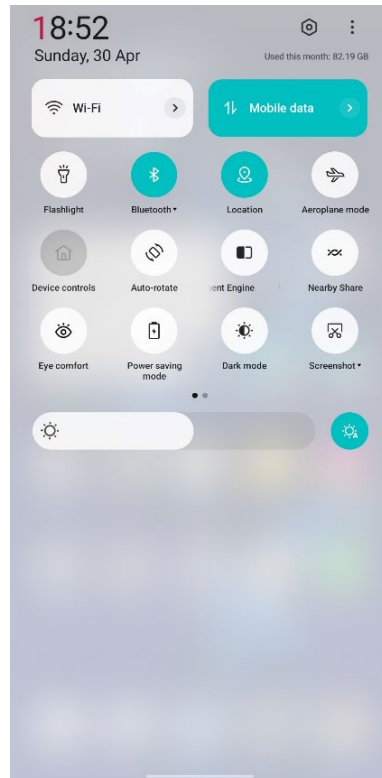 18:52
Sunday, 30 Apr
Used this month: 82.19 GB
Wi-Fi
Mobile data
Flashlight
Bluetooth
Location
Aeroplane mode
Device controls
Auto-rotate
ent Engine
Nearby Share
Eye comfort
Power saving
mode
Dark mode
Screenshot